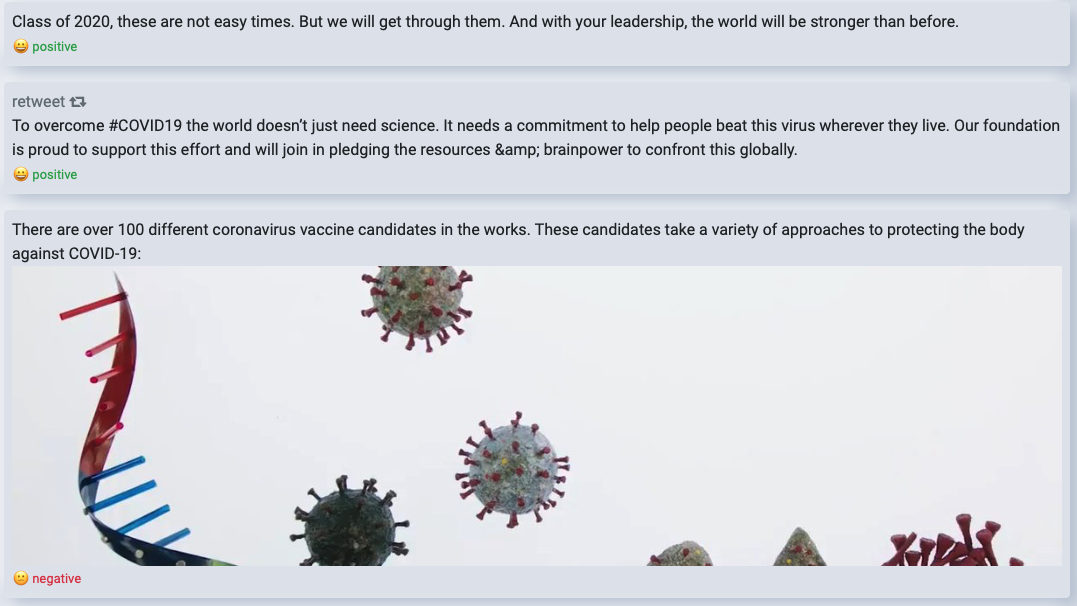 Class of 2020, these are not easy times. But we will get through them. And with your leadership, the world will be stronger than before.
positive
retweet
To overcome #COVID19 the world doesn’t just need science. It needs a commitment to help people beat this virus wherever they live. Our foundation
is proud to support this effort and will join in pledging the resources &amp; brainpower to confront this globally.
positive
There are over 100 different coronavirus vaccine candidates in the works. These candidates take a variety of approaches to protecting the body
against COVID-19:
negative